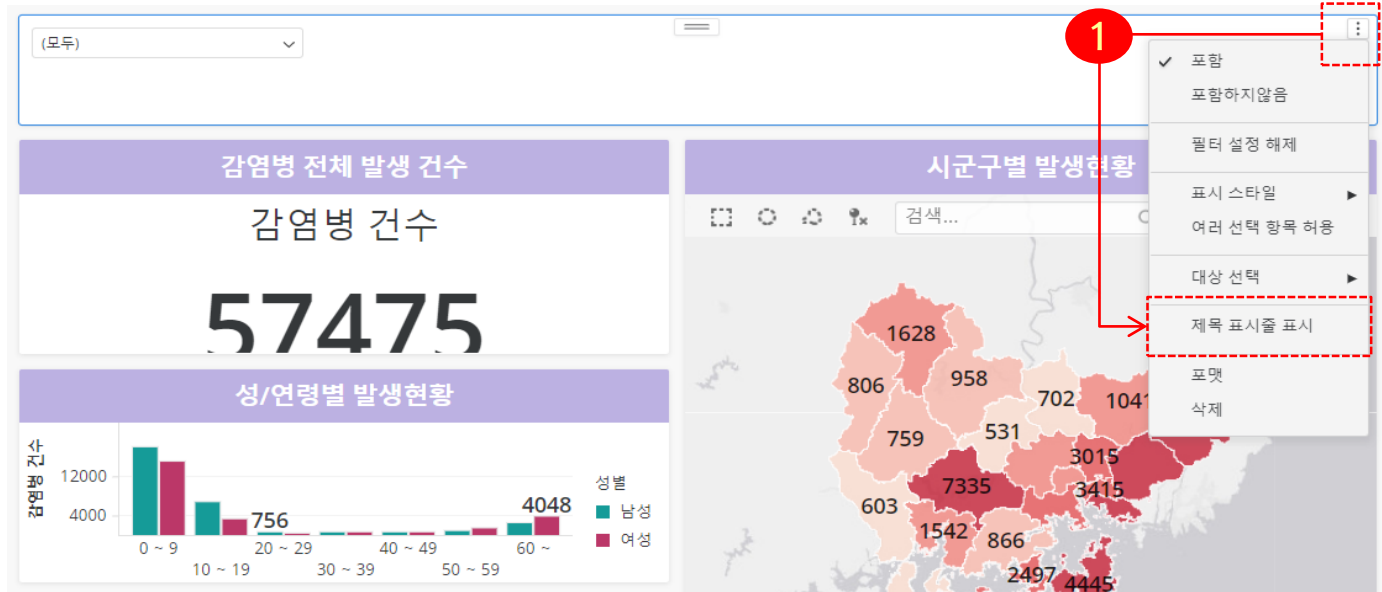 (모두)
1
포함
포함하지않음
필터 설정 해제
표시 스타일
여러 선택 항목 허용
대상 선택
제목 표시줄 표시
포맷
삭제
감염병 전체 발생 건수
감염병 건수
57475
시군구별 발생현황
검색...
1628
806
958
702
1041
759
531
3015
7335
3415
603
1542
866
2497
4445
성/연령별 발생현황
감염병 건수
12000
4000
756
4048
0 ~ 9
20 ~ 29
40 ~ 49
60 ~
10 ~ 19
30 ~ 39
50 ~ 59
성별
남성
여성